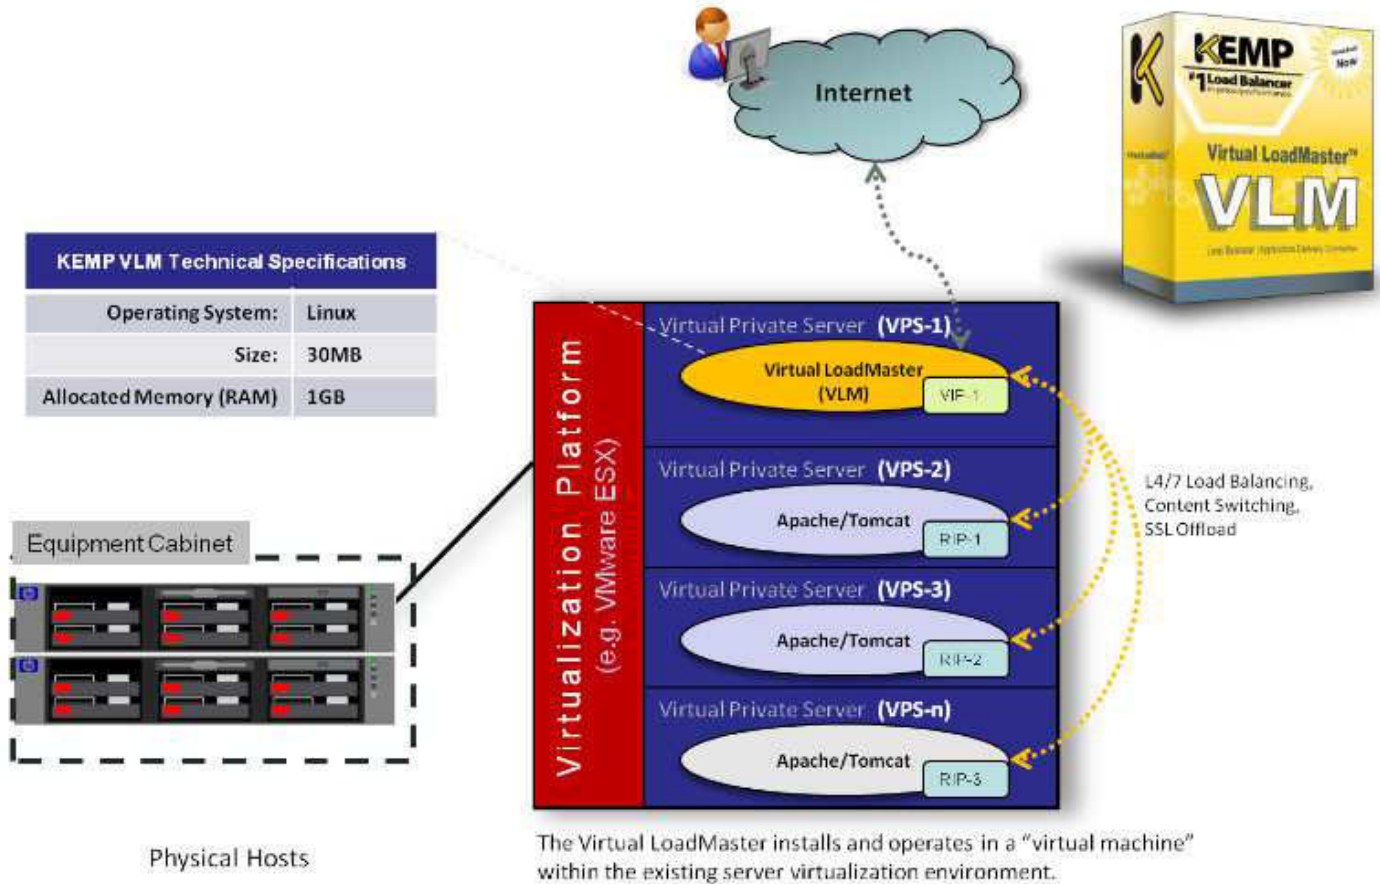 Internet
KEMP
#1 Load Balancer
Now
Virtual LoadMaster™
VLM
KEMP VLM Technical Specifications
Operating System: Linux
Size: 30MB
Allocated Memory (RAM) 1GB
Equipment Cabinet
Physical Hosts
Virtualization Platform
(e.g. VMware ESX)
Virtual Private Server (VPS-1)
Virtual LoadMaster
(VLM)
VIP-1
Virtual Private Server (VPS-2)
Apache/Tomcat
RIP-1
Virtual Private Server (VPS-3)
Apache/Tomcat
RIP-2
Virtual Private Server (VPS-n)
Apache/Tomcat
RIP-3
L4/7 Load Balancing,
Content Switching,
SSL Offload
The Virtual LoadMaster installs and operates in a “virtual machine”
within the existing server virtualization environment.